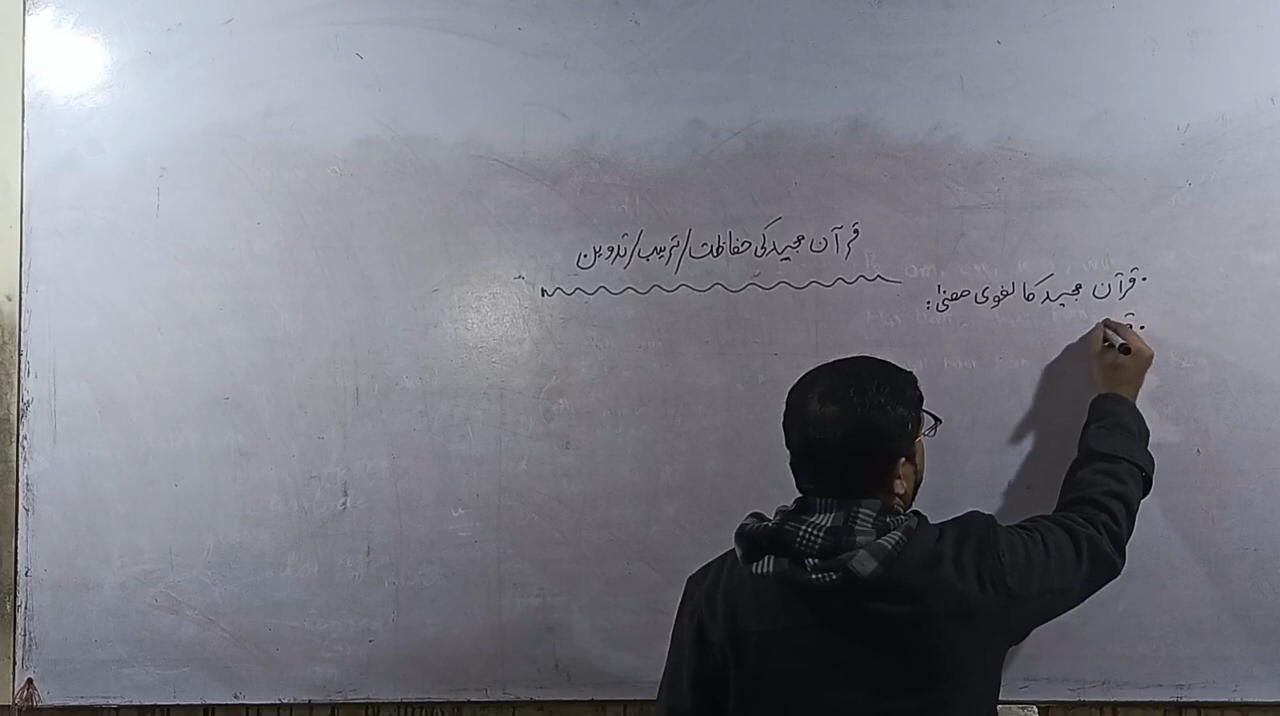 قرآن مجید کی حفاظت/ترتیب/تدوین
قرآن مجید کا لغوی معنیٰ: